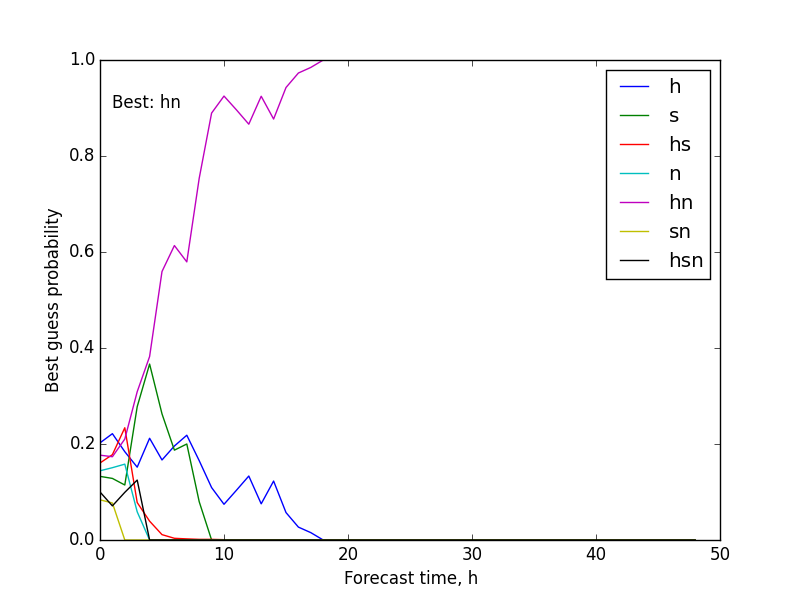 1.0
Best: hn
h
s
hs
n
hn
sn
hsn
0.8
0.6
0.4
0.2
0.0
Best guess probability
0 10 20 30 40 50
Forecast time, h